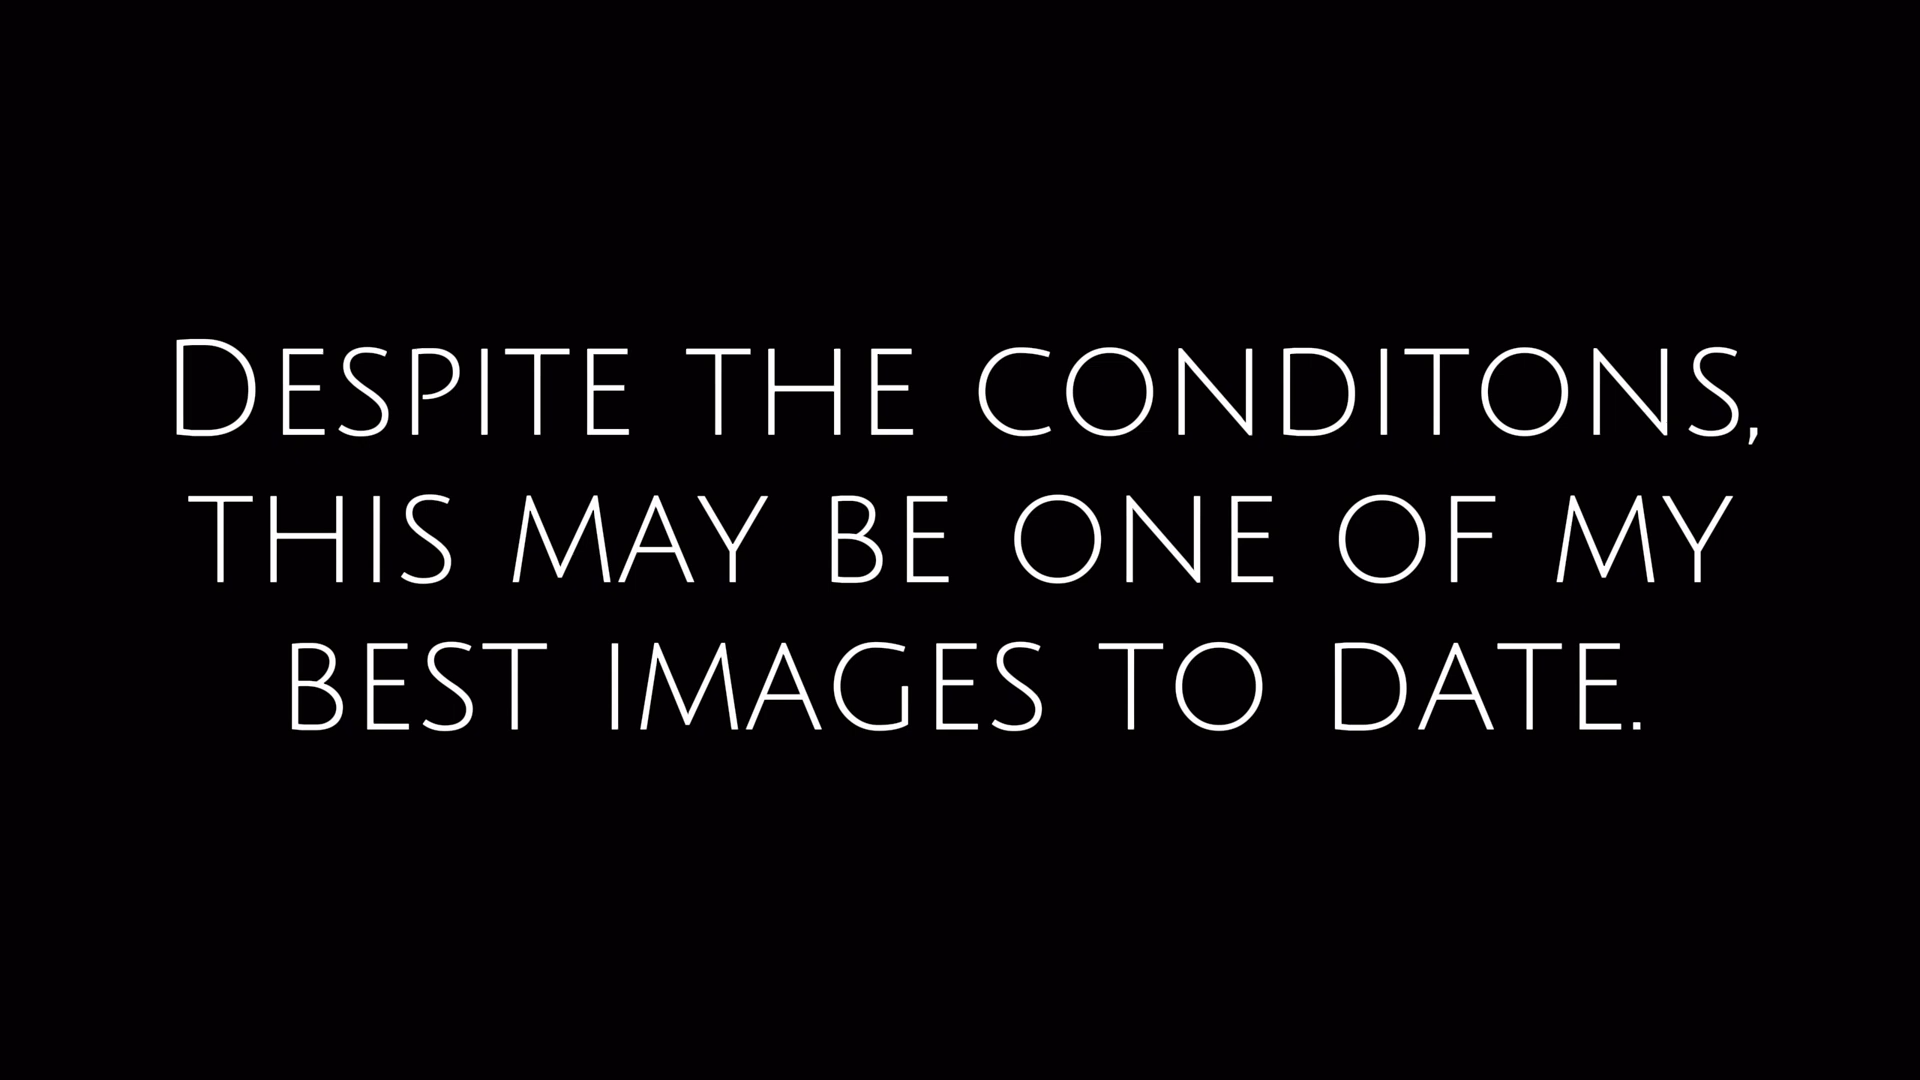 Despite the conditons,
this may be one of my
best images to date.